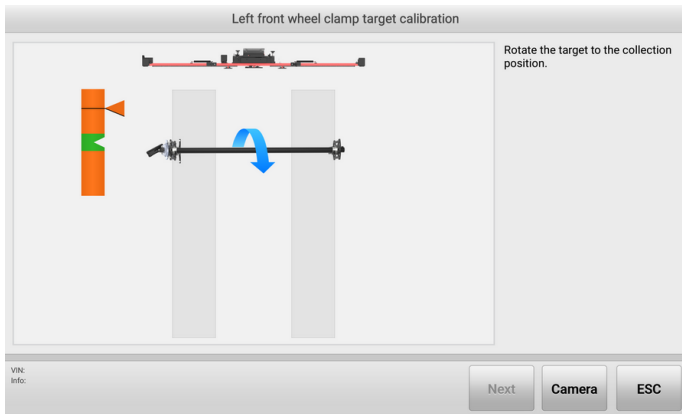 Left front wheel clamp target calibration
Rotate the target to the collection
position.
VIN:
Info:
Next
Camera
ESC